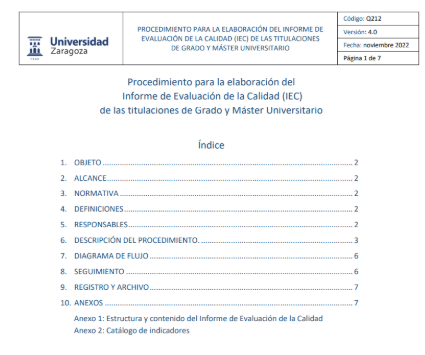 Universidad
Zaragoza
1542
PROCEDIMIENTO PARA LA ELABORACIÓN DEL INFORME DE
EVALUACIÓN DE LA CALIDAD (IEC) DE LAS TITULACIONES
DE GRADO Y MÁSTER UNIVERSITARIO
Código: Q212
Versión: 4.0
Fecha: noviembre 2022
Página 1 de 7
Procedimiento para la elaboración del
Informe de Evaluación de la Calidad (IEC)
de las titulaciones de Grado y Máster Universitario
Índice
1. OBJETO ........ 2
2. ALCANCE ........ 2
3. NORMATIVA ........ 2
4. DEFINICIONES ........ 2
5. RESPONSABLES ........ 2
6. DESCRIPCIÓN DEL PROCEDIMIENTO. ........ 3
7. DIAGRAMA DE FLUJO ........ 6
8. SEGUIMIENTO ........ 6
9. REGISTRO Y ARCHIVO ........ 7
10. ANEXOS ........ 7
Anexo 1: Estructura y contenido del Informe de Evaluación de la Calidad
Anexo 2: Catálogo de indicadores